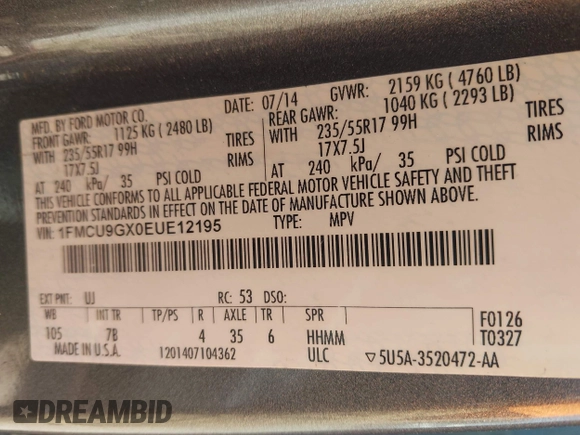 MFD. BY FORD MOTOR CO. DATE: 07/14 GVWR: 2159 KG ( 4760 LB)
FRONT GAWR: 1125 KG ( 2480 LB) REAR GAWR: 1040 KG ( 2293 LB)
WITH 235/55R17 99H TIRES WITH 235/55R17 99H TIRES
17X7.5J RIMS 17X7.5J RIMS
AT 240 kPa/ 35 PSI COLD AT 240 kPa/ 35 PSI COLD
THIS VEHICLE CONFORMS TO ALL APPLICABLE FEDERAL MOTOR VEHICLE SAFETY AND THEFT
PREVENTION STANDARDS IN EFFECT ON THE DATE OF MANUFACTURE SHOWN ABOVE.
VIN: 1FMCU9GX0EUE12195 TYPE: MPV
EXT PNT: UJ RC: 53 DSO:
WB INT TR TP/PS R AXLE TR SPR F0126
105 7B 4 35 6 HHMM T0327
MADE IN U.S.A. 1201407104362 ULC ▽5U5A-3520472-AA
DREAMBID